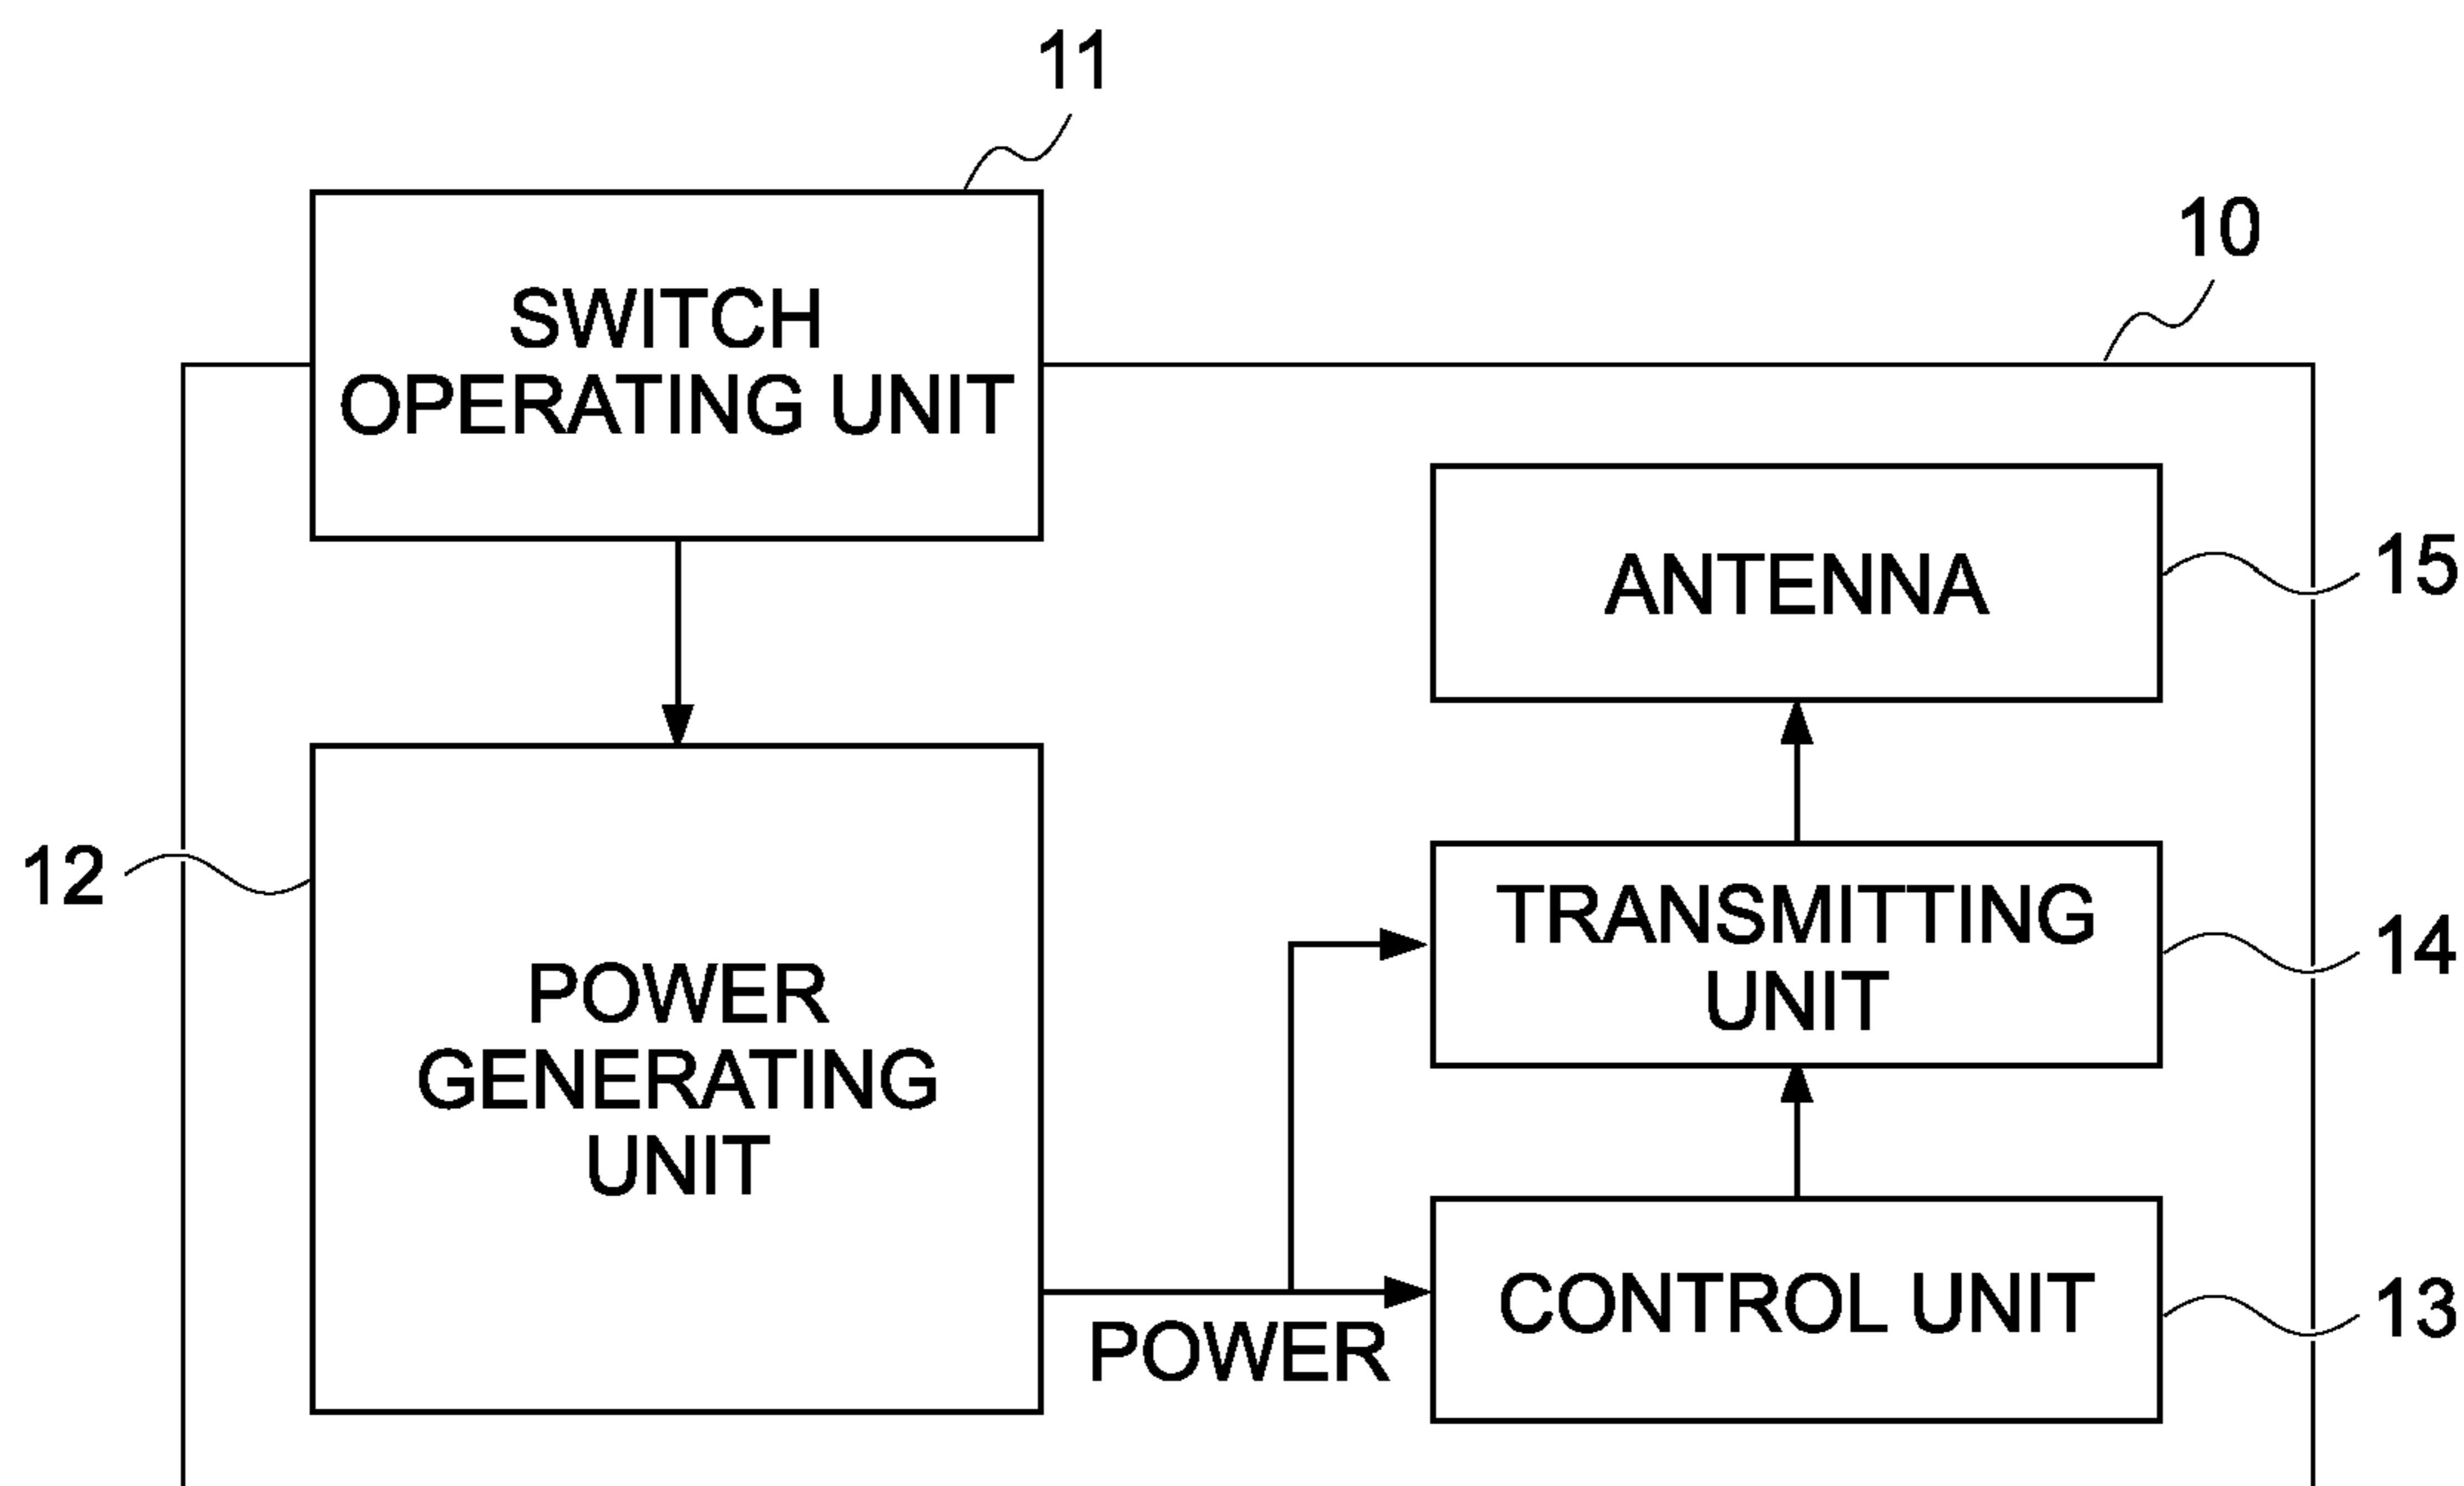 11
10
SWITCH
OPERATING UNIT
ANTENNA
15
12
TRANSMITTING
UNIT
14
POWER
GENERATING
UNIT
CONTROL UNIT
13
POWER